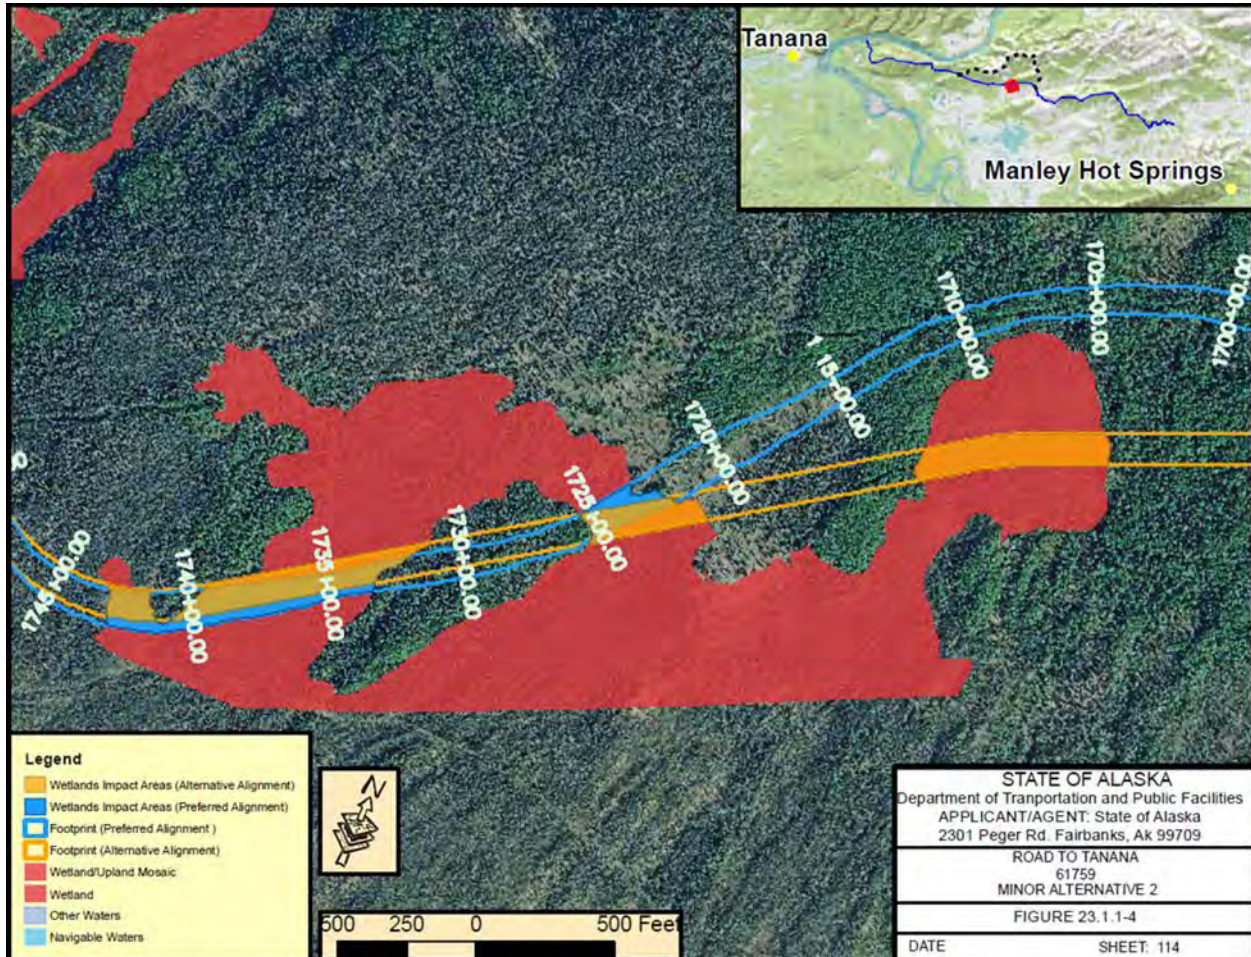 Tanana
Manley Hot Springs
1700+00.00
1705+00.00
1710+00.00
1 15+00.00
1720+00.00
1725+00.00
1730+00.00
1735+00.00
1740+00.00
1745+00.00
Legend
Wetlands Impact Areas (Alternative Alignment)
Wetlands Impact Areas (Preferred Alignment)
Footprint (Preferred Alignment )
Footprint (Alternative Alignment)
Wetland/Upland Mosaic
Wetland
Other Waters
Navigable Waters
N
500 250 0 500 Feet
STATE OF ALASKA
Department of Tranportation and Public Facilities
APPLICANT/AGENT: State of Alaska
2301 Peger Rd. Fairbanks, Ak 99709
ROAD TO TANANA
61759
MINOR ALTERNATIVE 2
FIGURE 23.1.1-4
DATE SHEET: 114